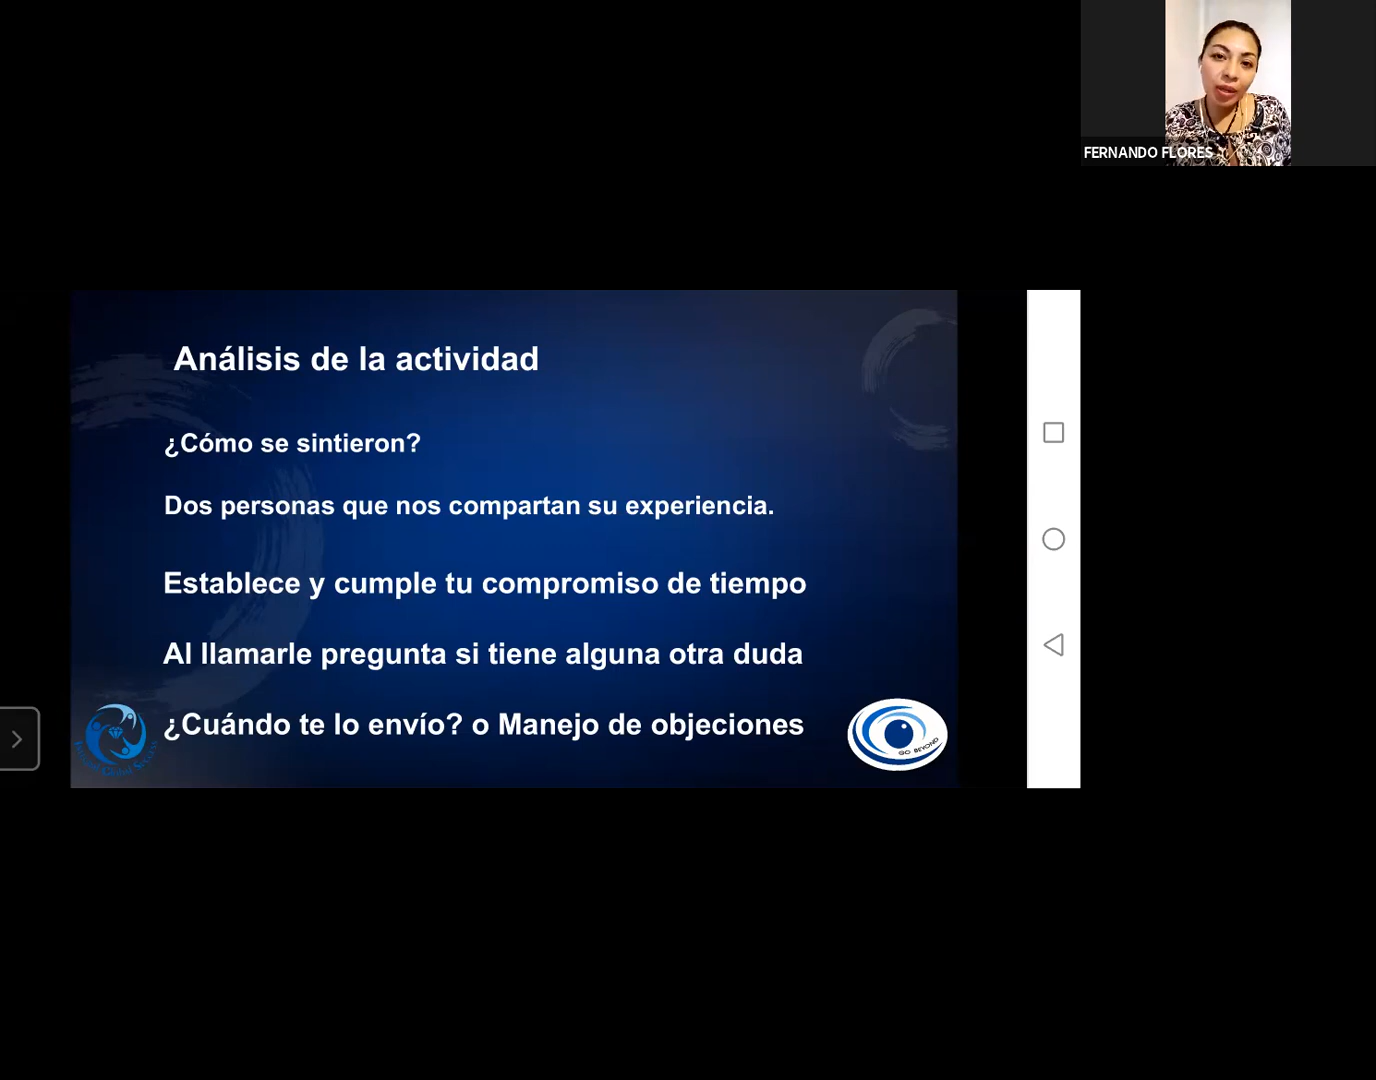 FERNANDO FLORES
Análisis de la actividad
¿Cómo se sintieron?
Dos personas que nos compartan su experiencia.
Establece y cumple tu compromiso de tiempo
Al llamarle pregunta si tiene alguna otra duda
¿Cuándo te lo envío? o Manejo de objeciones
GO BEYOND